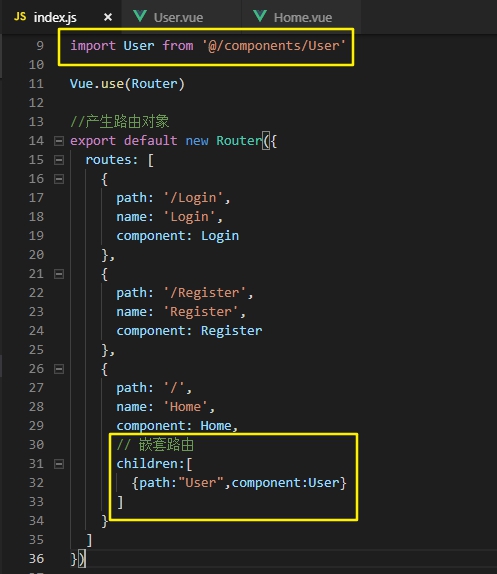 JS index.js × User.vue Home.vue
9 import User from '@/components/User'
10
11 Vue.use(Router)
12
13 //产生路由对象
14 export default new Router({
15   routes: [
16     {
17       path: '/Login',
18       name: 'Login',
19       component: Login
20     },
21     {
22       path: '/Register',
23       name: 'Register',
24       component: Register
25     },
26     {
27       path: '/',
28       name: 'Home',
29       component: Home,
30       // 嵌套路由
31       children:[
32         {path:"User",component:User}
33       ]
34     }
35   ]
36 })
37